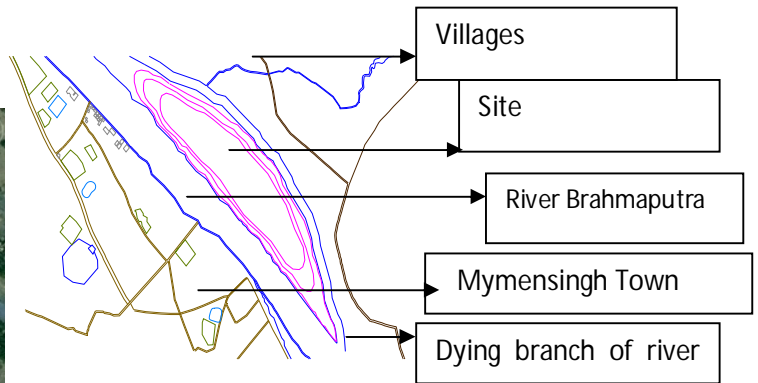 Villages
Site
River Brahmaputra
Mymensingh Town
Dying branch of river